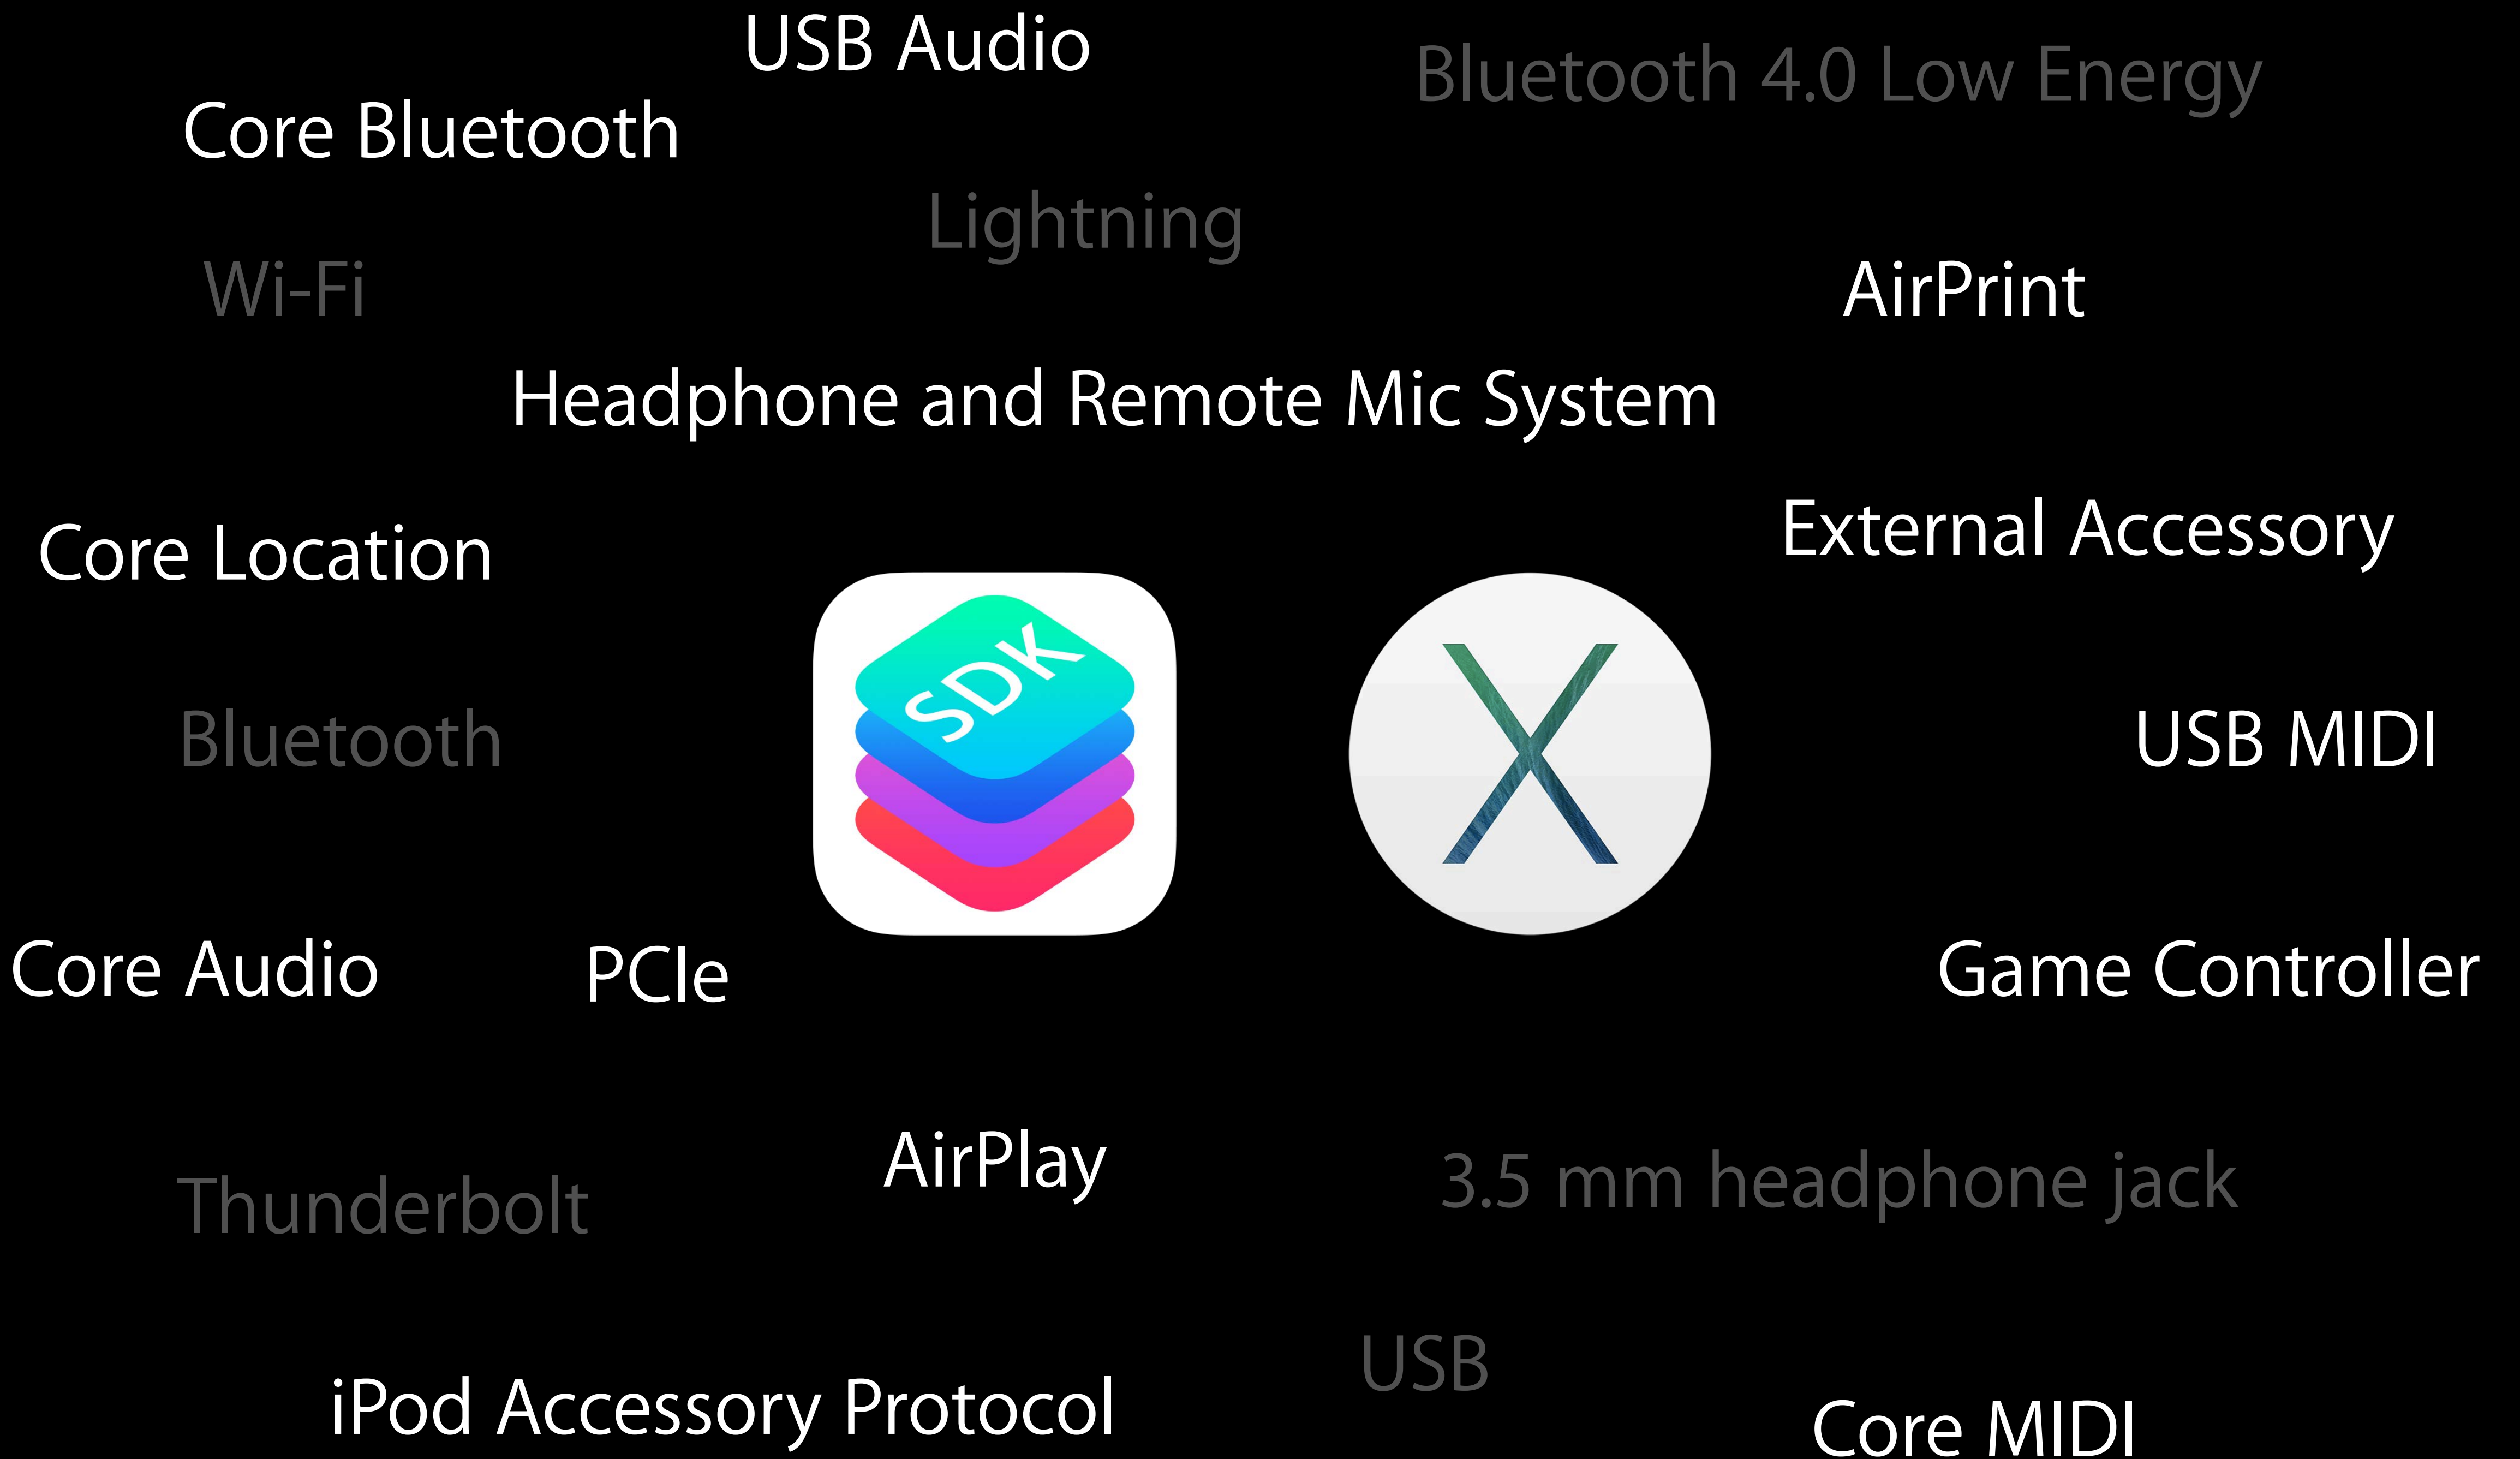 USB Audio
Bluetooth 4.0 Low Energy
Core Bluetooth
Lightning
Wi-Fi
AirPrint
Headphone and Remote Mic System
External Accessory
Core Location
SDK
X
Bluetooth
USB MIDI
Core Audio
PCIe
Game Controller
AirPlay
Thunderbolt
3.5 mm headphone jack
USB
iPod Accessory Protocol
Core MIDI